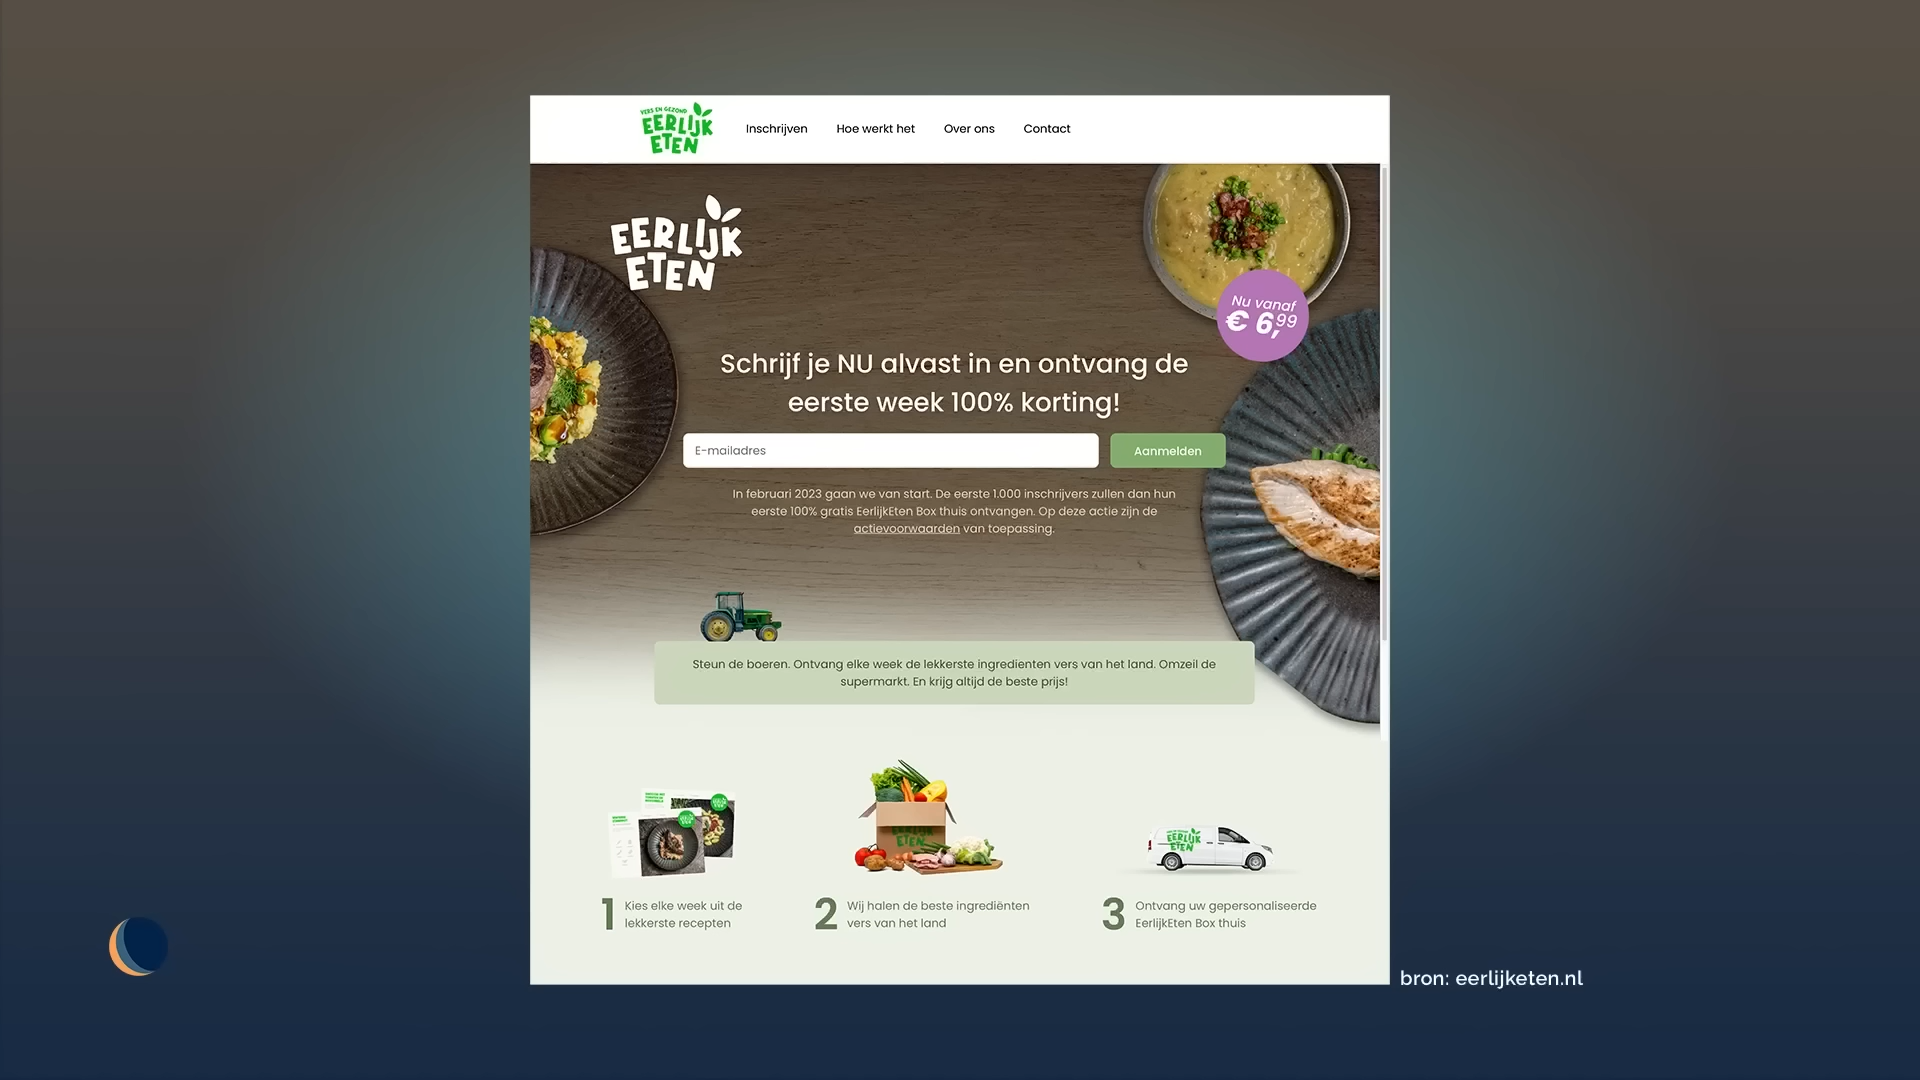 VERS EN GEZOND
EERLIJK
ETEN
Inschrijven
Hoe werkt het
Over ons
Contact
EERLIJK
ETEN
Nu vanaf
€ 6,99
Schrijf je NU alvast in en ontvang de
eerste week 100% korting!
E-mailadres
Aanmelden
In februari 2023 gaan we van start. De eerste 1.000 inschrijvers zullen dan hun
eerste 100% gratis EerlijkEten Box thuis ontvangen. Op deze actie zijn de
actievoorwaarden van toepassing.
Steun de boeren. Ontvang elke week de lekkerste ingredienten vers van het land. Omzeil de
supermarkt. En krijg altijd de beste prijs!
EERLIJK
ETEN
EERLIJK
ETEN
1 Kies elke week uit de
lekkerste recepten
2 Wij halen de beste ingrediënten
vers van het land
3 Ontvang uw gepersonaliseerde
EerlijkEten Box thuis
bron: eerlijketen.nl